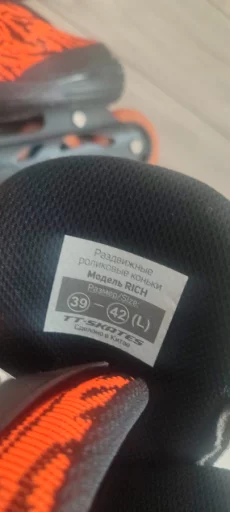 Раздвижные
роликовые коньки
Модель RICH
Размер/Size:
39 – 42 (L)
TT-SKATES
Сделано в Китае